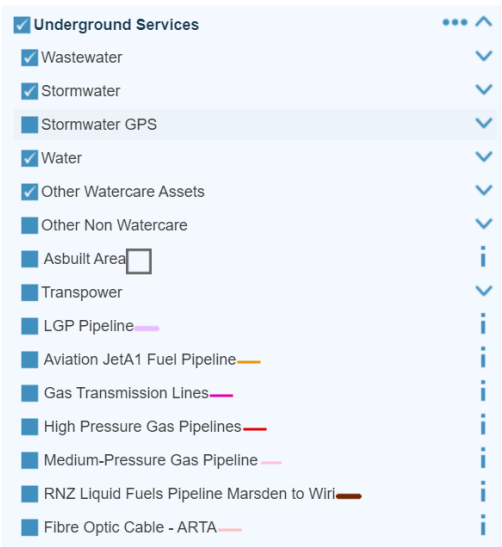 Underground Services
Wastewater
Stormwater
Stormwater GPS
Water
Other Watercare Assets
Other Non Watercare
Asbuilt Area
Transpower
LGP Pipeline
Aviation JetA1 Fuel Pipeline
Gas Transmission Lines
High Pressure Gas Pipelines
Medium-Pressure Gas Pipeline
RNZ Liquid Fuels Pipeline Marsden to Wiri
Fibre Optic Cable - ARTA